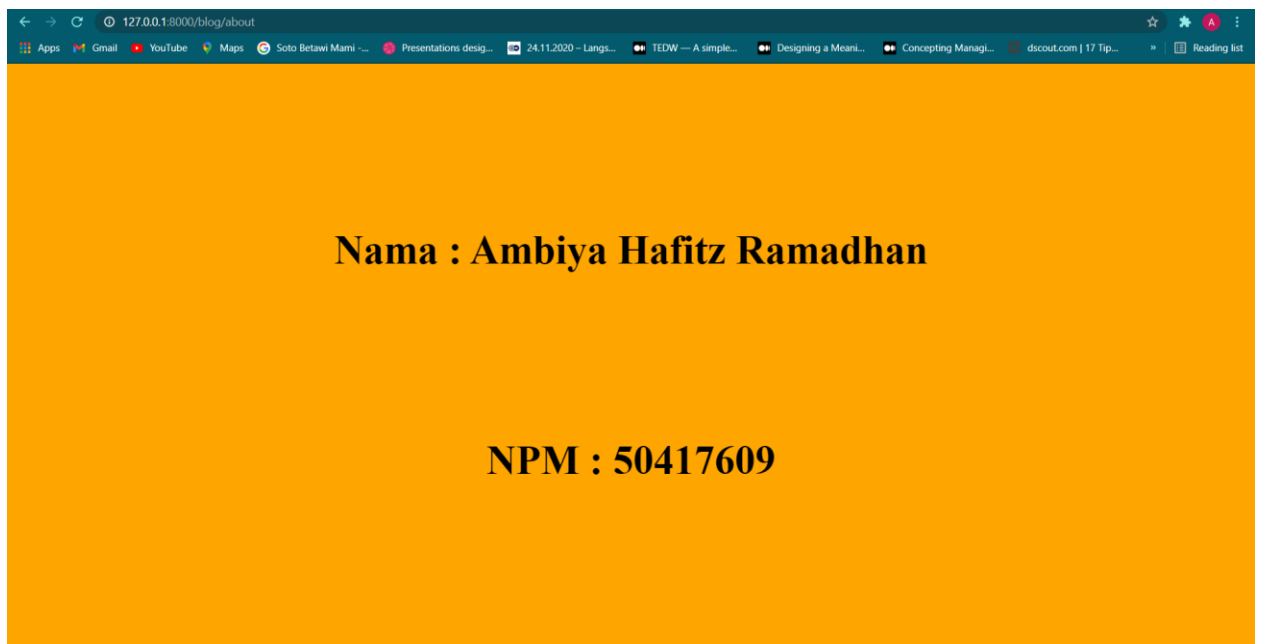 127.0.0.1:8000/blog/about
A
Apps Gmail YouTube Maps Soto Betawi Mami -... Presentations desig... 24.11.2020 – Langs... TEDW — A simple... Designing a Meani... Concepting Managi... dscout.com | 17 Tip... » Reading list
Nama : Ambiya Hafitz Ramadhan
NPM : 50417609